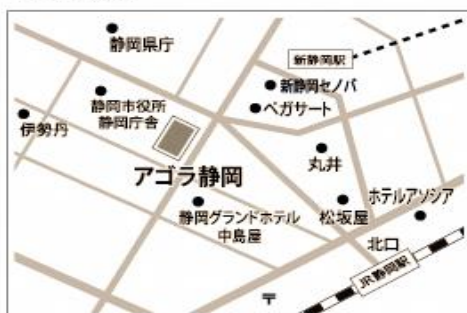 静岡県庁
新静岡駅
新静岡セノバ
静岡市役所
静岡庁舎
ペガサート
伊勢丹
丸井
アゴラ静岡
ホテルアソシア
静岡グランドホテル
中島屋
松坂屋
北口
JR静岡駅
〒